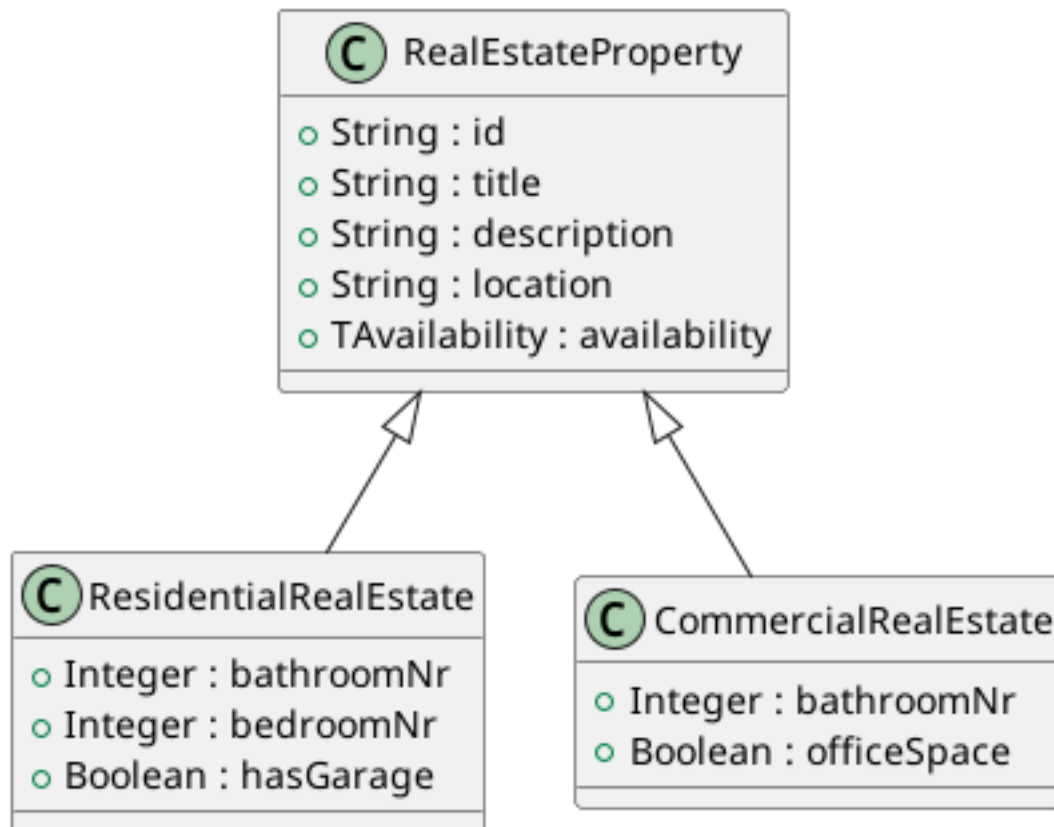 C RealEstateProperty
String : id
String : title
String : description
String : location
TAvailability : availability
C ResidentialRealEstate
Integer : bathroomNr
Integer : bedroomNr
Boolean : hasGarage
C CommercialRealEstate
Integer : bathroomNr
Boolean : officeSpace